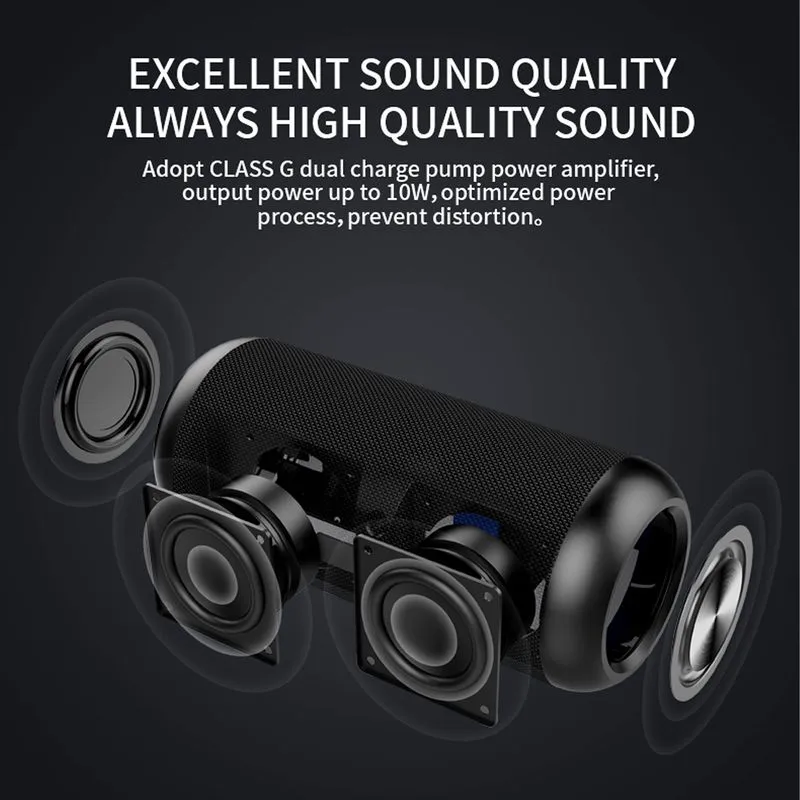 EXCELLENT SOUND QUALITY
ALWAYS HIGH QUALITY SOUND
Adopt CLASS G dual charge pump power amplifier,
output power up to 10W, optimized power
process, prevent distortion。